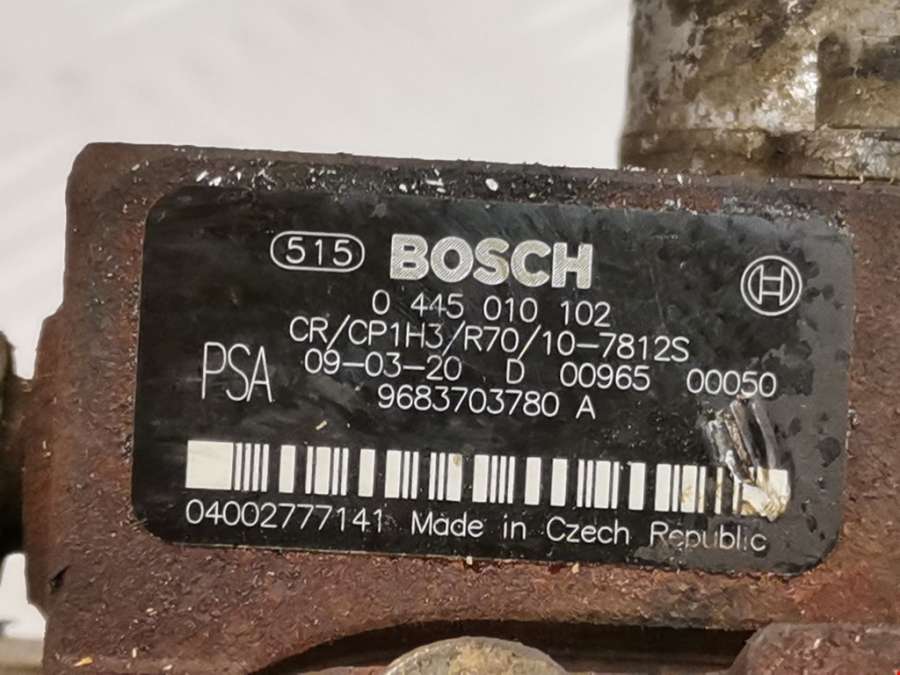 515 BOSCH
0 445 010 102
CR/CP1H3/R70/10-7812S
PSA 09-03-20 D 00965 00050
9683703780 A
04002777141 Made in Czech Republic